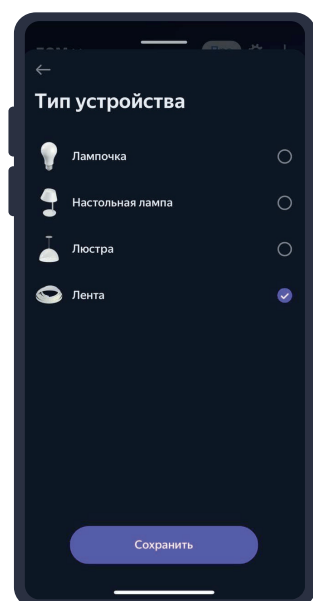 Тип устройства
Лампочка
Настольная лампа
Люстра
Лента
Сохранить